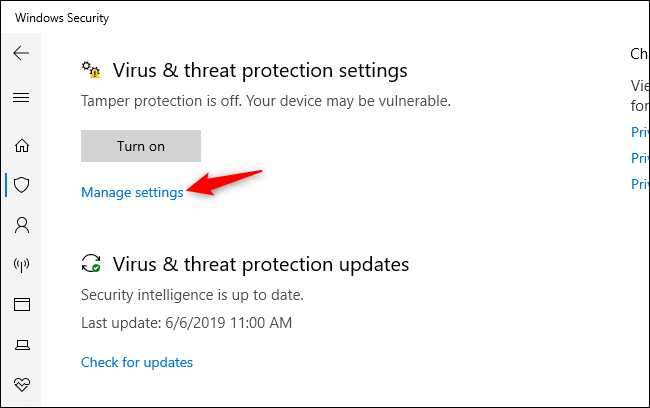 Windows Security
Virus & threat protection settings
Tamper protection is off. Your device may be vulnerable.
Turn on
Manage settings
Virus & threat protection updates
Security intelligence is up to date.
Last update: 6/6/2019 11:00 AM
Check for updates
Cha
Vie
for
Priv
Priv
Priv